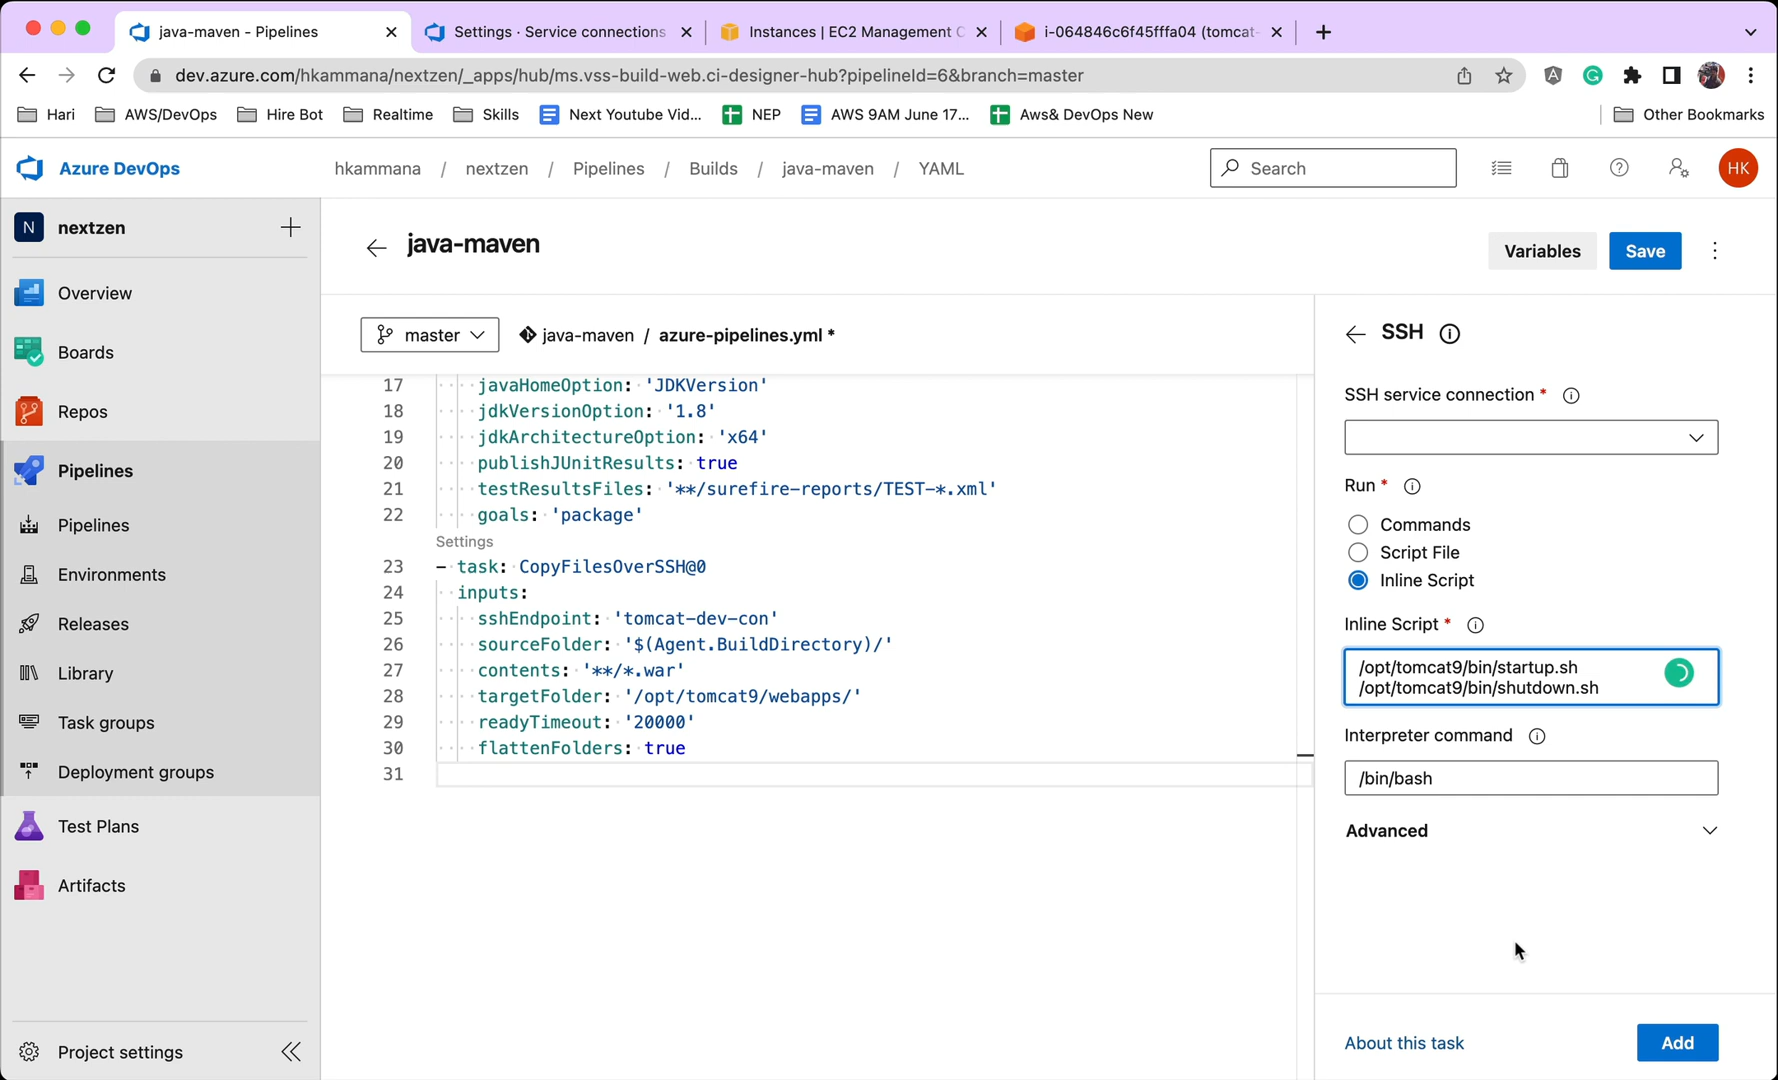 java-maven - Pipelines
Settings · Service connections
Instances | EC2 Management C
i-064846c6f45fffa04 (tomcat-
dev.azure.com/hkammana/nextzen/_apps/hub/ms.vss-build-web.ci-designer-hub?pipelineId=6&branch=master
Hari
AWS/DevOps
Hire Bot
Realtime
Skills
Next Youtube Vid...
NEP
AWS 9AM June 17...
Aws& DevOps New
Other Bookmarks
Azure DevOps
hkammana / nextzen / Pipelines / Builds / java-maven / YAML
Search
HK
N nextzen
Overview
Boards
Repos
Pipelines
Pipelines
Environments
Releases
Library
Task groups
Deployment groups
Test Plans
Artifacts
Project settings
java-maven
Variables
Save
master
java-maven / azure-pipelines.yml *
17 javaHomeOption: 'JDKVersion'
18 jdkVersionOption: '1.8'
19 jdkArchitectureOption: 'x64'
20 publishJUnitResults: true
21 testResultsFiles: '**/surefire-reports/TEST-*.xml'
22 goals: 'package'
Settings
23 - task: CopyFilesOverSSH@0
24 inputs:
25 sshEndpoint: 'tomcat-dev-con'
26 sourceFolder: '$(Agent.BuildDirectory)/'
27 contents: '**/*.war'
28 targetFolder: '/opt/tomcat9/webapps/'
29 readyTimeout: '20000'
30 flattenFolders: true
31
SSH
SSH service connection *
Run *
Commands
Script File
Inline Script
Inline Script *
/opt/tomcat9/bin/startup.sh
/opt/tomcat9/bin/shutdown.sh
Interpreter command
/bin/bash
Advanced
About this task
Add